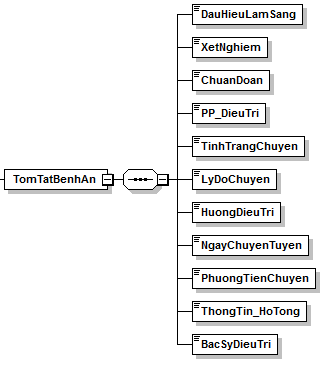 DauHieuLamSang
XetNghiem
ChuanDoan
PP_DieuTri
TinhTrangChuyen
TomTatBenhAn
LyDoChuyen
HuongDieuTri
NgayChuyenTuyen
PhuongTienChuyen
ThongTin_HoTong
BacSyDieuTri